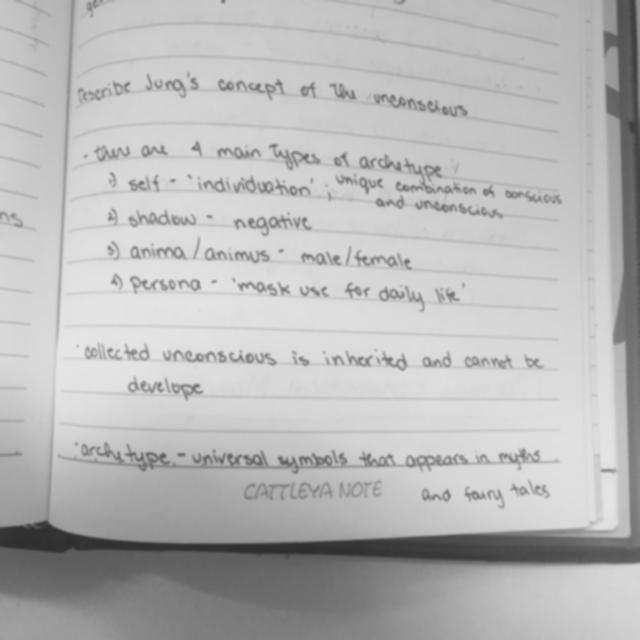 Describe Jung's concept of the unconscious
- there are 4 main types of archetype
1) self - 'individuation'; unique combination of conscious
and unconscious
2) shadow - negative
3) anima/animus - male/female
4) persona - 'mask use for daily life'
· collected unconscious is inherited and cannot be
develope
· archetype - universal symbols that appears in myths
CATTLEYA NOTE and fairy tales
ns